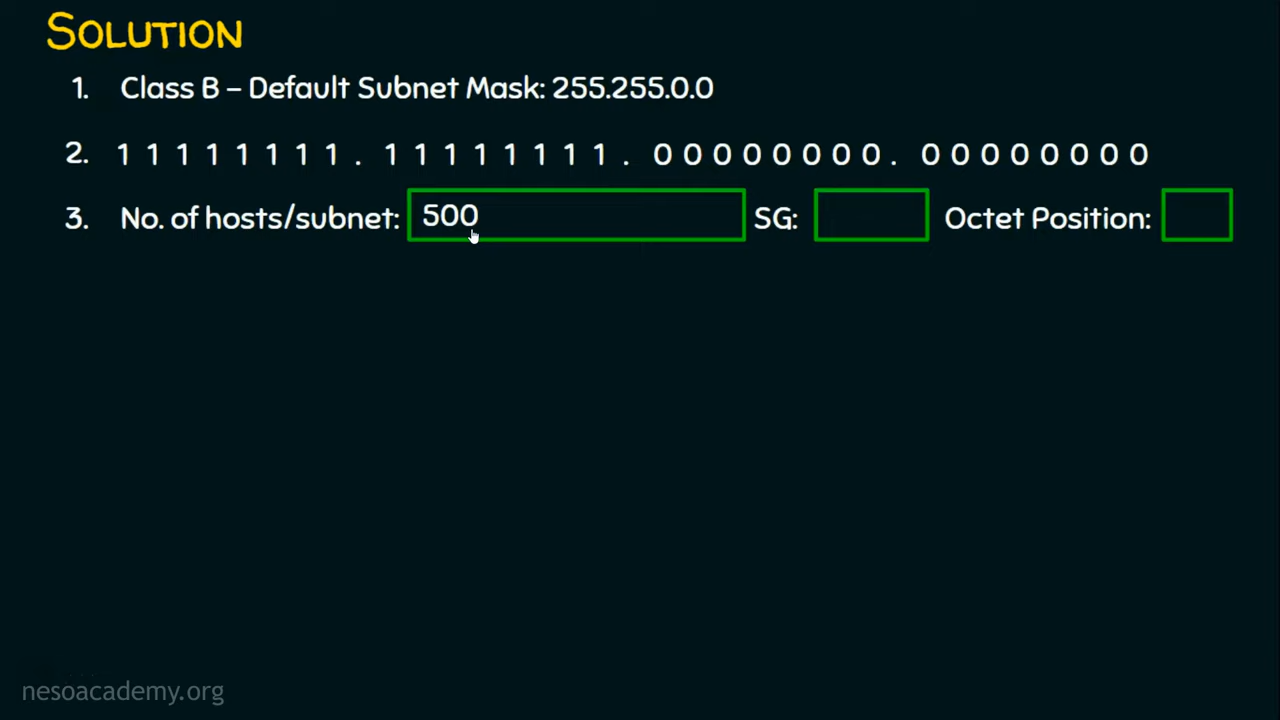 SOLUTION
1. Class B – Default Subnet Mask: 255.255.0.0
2. 1 1 1 1 1 1 1 1 . 1 1 1 1 1 1 1 1 . 0 0 0 0 0 0 0 0 . 0 0 0 0 0 0 0 0
3. No. of hosts/subnet: 500 SG: Octet Position:
nesoacademy.org